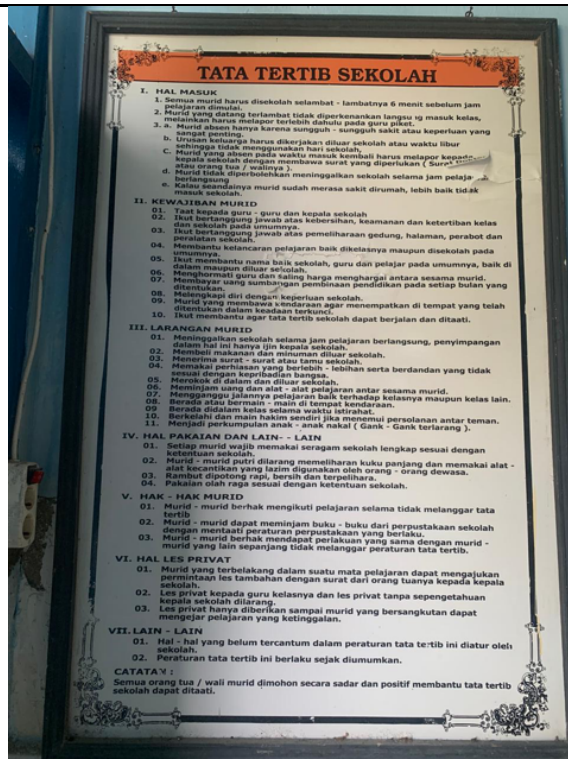 TATA TERTIB SEKOLAH
I. HAL MASUK
1. Semua murid harus disekolah selambat - lambatnya 6 menit sebelum jam
pelajaran dimulai.
2. Murid yang datang terlambat tidak diperkenankan langsung masuk kelas,
melainkan harus melapor terlebih dahulu pada guru piket.
3. a. Murid absen hanya karena sungguh - sungguh sakit atau keperluan yang
sangat penting.
b. Urusan keluarga harus dikerjakan diluar sekolah atau waktu libur
sehingga tidak menggunakan hari sekolah,
C. Murid yang absen pada waktu masuk kembali harus melapor kepada
kepala sekolah dengan membawa surat yang diperlukan ( Surat
atau orang tua / walinya ).
d. Murid tidak diperbolehkan meninggalkan sekolah selama jam pelajaran
berlangsung
e. Kalau seandainya murid sudah merasa sakit dirumah, lebih baik tidak
masuk sekolah.
II. KEWAJIBAN MURID
01. Taat kepada guru - guru dan kepala sekolah
02. Ikut bertanggung jawab atas kebersihan, keamanan dan ketertiban kelas
dan sekolah pada umumnya.
03. Ikut bertanggung jawab atas pemeliharaan gedung, halaman, perabot dan
peralatan sekolah.
04. Membantu kelancaran pelajaran baik dikelasnya maupun disekolah pada
umumnya.
05. Ikut membantu nama baik sekolah, guru dan pelajar pada umumnya, baik di
dalam maupun diluar sekolah.
06. Menghormati guru dan saling harga menghargai antara sesama murid.
07. Membayar uang sumbangan pembinaan pendidikan pada setiap bulan yang
ditentukan.
08. Melengkapi diri dengan keperluan sekolah.
09. Murid yang membawa kendaraan agar menempatkan di tempat yang telah
ditentukan dalam keadaan terkunci.
10. Ikut membantu agar tata tertib sekolah dapat berjalan dan ditaati.
III. LARANGAN MURID
01. Meninggalkan sekolah selama jam pelajaran berlangsung, penyimpangan
dalam hal ini hanya ijin kepala sekolah.
02. Membeli makanan dan minuman diluar sekolah.
03. Menerima surat - surat atau tamu sekolah.
04. Memakai perhiasan yang berlebih - lebihan serta berdandan yang tidak
sesuai dengan kepribadian bangsa.
05. Merokok di dalam dan diluar sekolah.
06. Meminjam uang dan alat - alat pelajaran antar sesama murid.
07. Mengganggu jalannya pelajaran baik terhadap kelasnya maupun kelas lain.
08. Berada atau bermain - main di tempat kendaraan.
09 Berada didalam kelas selama waktu istirahat.
10. Berkelahi dan main hakim sendiri jika menemui persolanan antar teman.
11. Menjadi perkumpulan anak - anak nakal ( Gank - Gank terlarang ).
IV. HAL PAKAIAN DAN LAIN- - LAIN
01. Setiap murid wajib memakai seragam sekolah lengkap sesuai dengan
ketentuan sekolah.
02. Murid - murid putri dilarang memeliharan kuku panjang dan memakai alat -
alat kecantikan yang lazim digunakan oleh orang - orang dewasa.
03. Rambut dipotong rapi, bersih dan terpelihara.
04. Pakaian olah raga sesuai dengan ketentuan sekolah.
V. HAK - HAK MURID
01. Murid - murid berhak mengikuti pelajaran selama tidak melanggar tata
tertib
02. Murid - murid dapat meminjam buku - buku dari perpustakaan sekolah
dengan mentaati peraturan perpustakaan yang berlaku.
03. Murid - murid berhak mendapat perlakuan yang sama dengan murid -
murid yang lain sepanjang tidak melanggar peraturan tata tertib.
VI. HAL LES PRIVAT
01. Murid yang terbelakang dalam suatu mata pelajaran dapat mengajukan
permintaan les tambahan dengan surat dari orang tuanya kepada kepala
sekolah.
02. Les privat kepada guru kelasnya dan les privat tanpa sepengetahuan
kepala sekolah dilarang.
03. Les privat hanya diberikan sampai murid yang bersangkutan dapat
mengejar pelajaran yang ketinggalan.
VII. LAIN - LAIN
01. Hal - hal yang belum tercantum dalam peraturan tata tertib ini diatur oleh
sekolah.
02. Peraturan tata tertib ini berlaku sejak diumumkan.
CATATAN :
Semua orang tua / wali murid dimohon secara sadar dan positif membantu tata tertib
sekolah dapat ditaati.